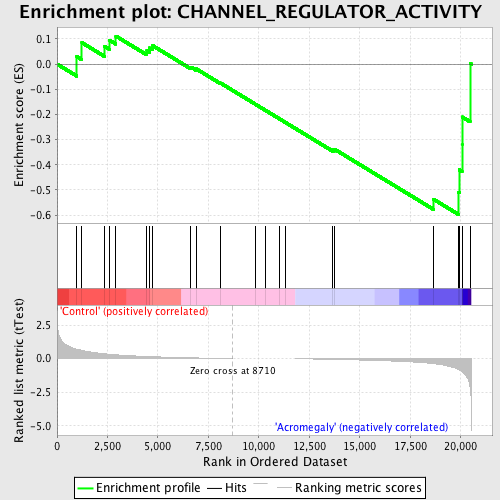 Enrichment plot: CHANNEL_REGULATOR_ACTIVITY
Enrichment score (ES)
0.1
0.0
-0.1
-0.2
-0.3
-0.4
-0.5
-0.6
Ranked list metric (tTest)
'Control' (positively correlated)
2.5
0.0
-2.5
-5.0
Zero cross at 8710
'Acromegaly' (negatively correlated)
0 2,500 5,000 7,500 10,000 12,500 15,000 17,500 20,000
Rank in Ordered Dataset
Enrichment profile Hits Ranking metric scores